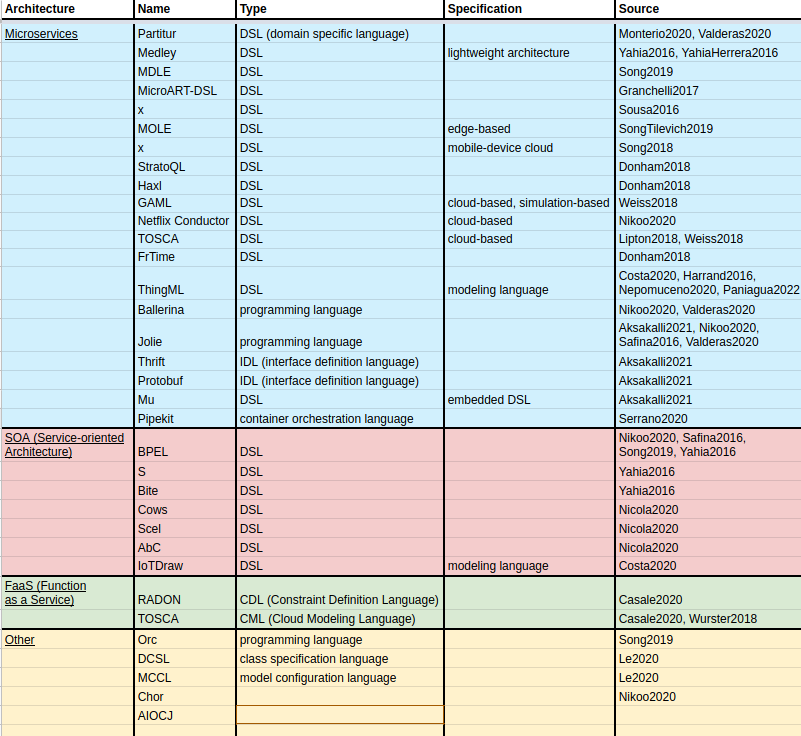 Architecture Name Type Specification Source
Microservices Partitur DSL (domain specific language) Monterio2020, Valderas2020
Medley DSL lightweight architecture Yahia2016, YahiaHerrera2016
MDLE DSL Song2019
MicroART-DSL DSL Granchelli2017
x DSL Sousa2016
MOLE DSL edge-based SongTilevich2019
x DSL mobile-device cloud Song2018
StratoQL DSL Donham2018
Haxl DSL Donham2018
GAML DSL cloud-based, simulation-based Weiss2018
Netflix Conductor DSL cloud-based Nikoo2020
TOSCA DSL cloud-based Lipton2018, Weiss2018
FrTime DSL Donham2018
Costa2020, Harrand2016,
ThingML DSL modeling language Nepomuceno2020, Paniagua2022
Ballerina programming language Nikoo2020, Valderas2020
Aksakalli2021, Nikoo2020,
Jolie programming language Safina2016, Valderas2020
Thrift IDL (interface definition language) Aksakalli2021
Protobuf IDL (interface definition language) Aksakalli2021
Mu DSL embedded DSL Aksakalli2021
Pipekit container orchestration language Serrano2020
SOA (Service-oriented Nikoo2020, Safina2016,
Architecture) BPEL DSL Song2019, Yahia2016
S DSL Yahia2016
Bite DSL Yahia2016
Cows DSL Nicola2020
Scel DSL Nicola2020
AbC DSL Nicola2020
IoTDraw DSL modeling language Costa2020
FaaS (Function
as a Service) RADON CDL (Constraint Definition Language) Casale2020
TOSCA CML (Cloud Modeling Language) Casale2020, Wurster2018
Other Orc programming language Song2019
DCSL class specification language Le2020
MCCL model configuration language Le2020
Chor Nikoo2020
AIOCJ